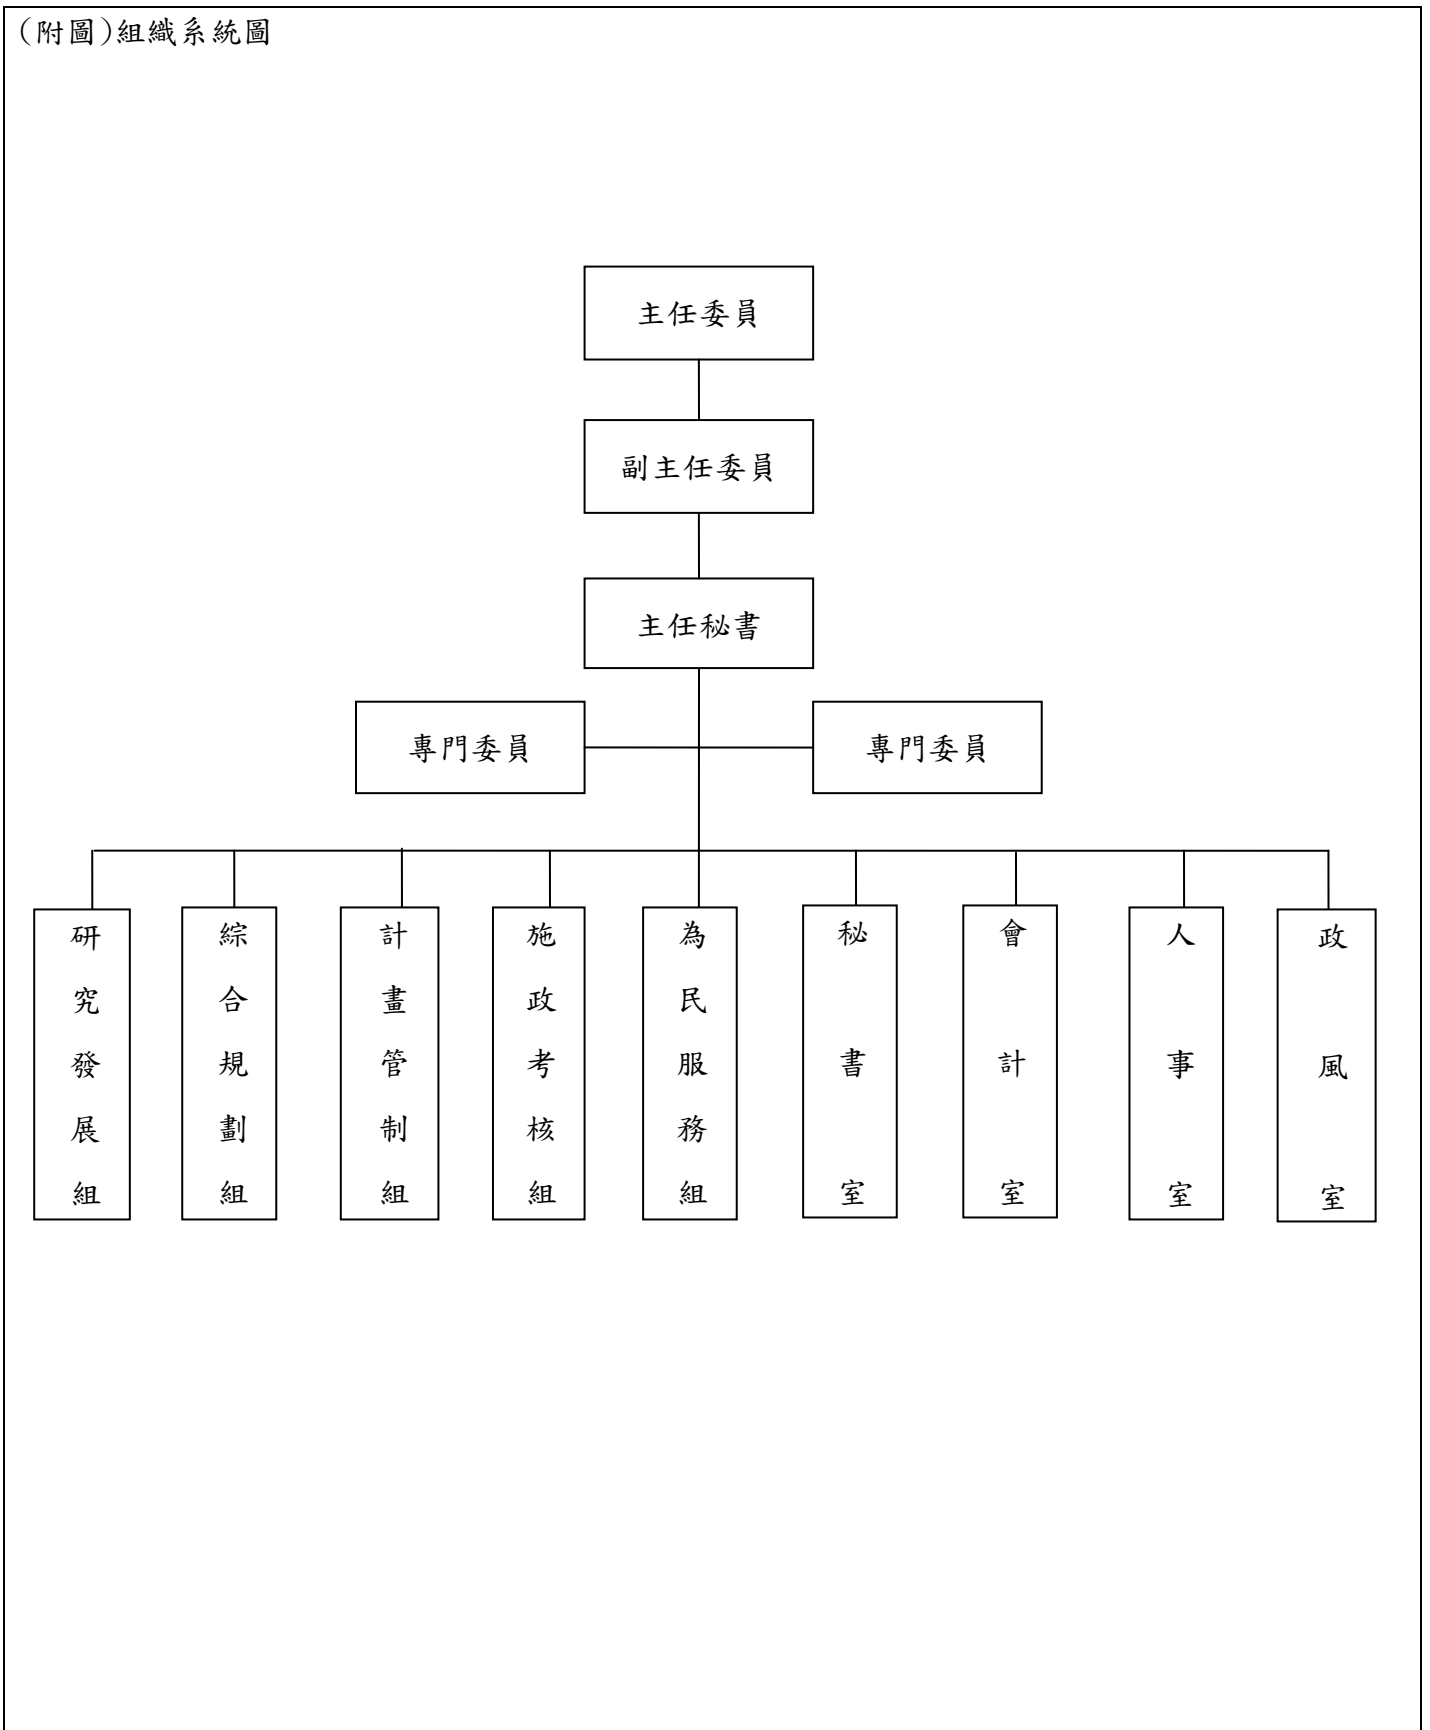 (附圖)組織系統圖
主任委員
副主任委員
主任秘書
專門委員
專門委員
研究發展組
綜合規劃組
計畫管制組
施政考核組
為民服務組
秘書室
會計室
人事室
政風室